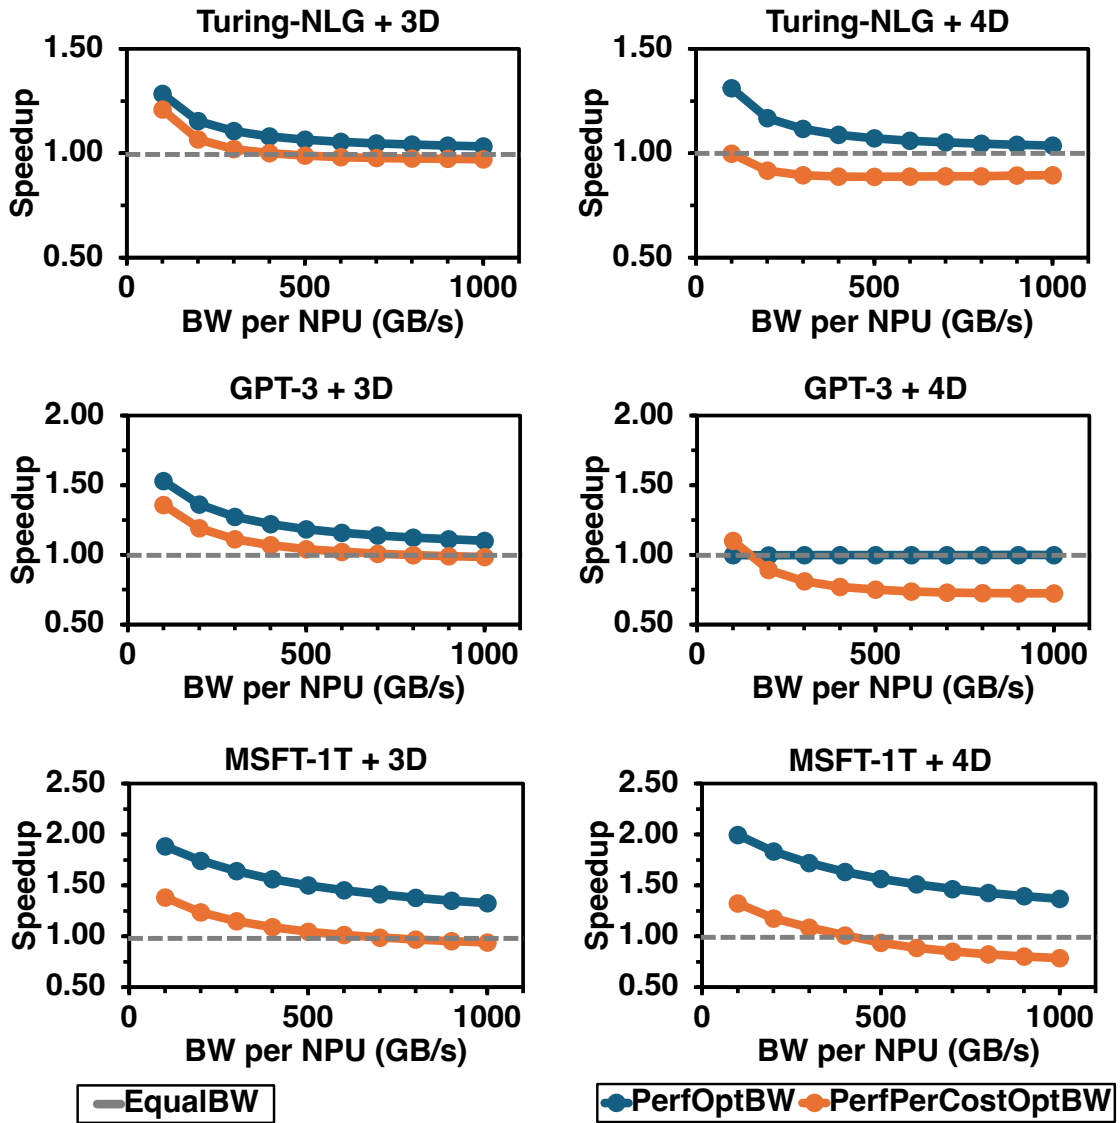 Turing-NLG + 3D
1.50
1.00
0.50
Speedup
0 500 1000
BW per NPU (GB/s)
Turing-NLG + 4D
1.50
1.00
0.50
Speedup
0 500 1000
BW per NPU (GB/s)
GPT-3 + 3D
2.00
1.50
1.00
0.50
Speedup
0 500 1000
BW per NPU (GB/s)
GPT-3 + 4D
2.00
1.50
1.00
0.50
Speedup
0 500 1000
BW per NPU (GB/s)
MSFT-1T + 3D
2.50
2.00
1.50
1.00
0.50
Speedup
0 500 1000
BW per NPU (GB/s)
MSFT-1T + 4D
2.50
2.00
1.50
1.00
0.50
Speedup
0 500 1000
BW per NPU (GB/s)
EqualBW
PerfOptBW PerfPerCostOptBW